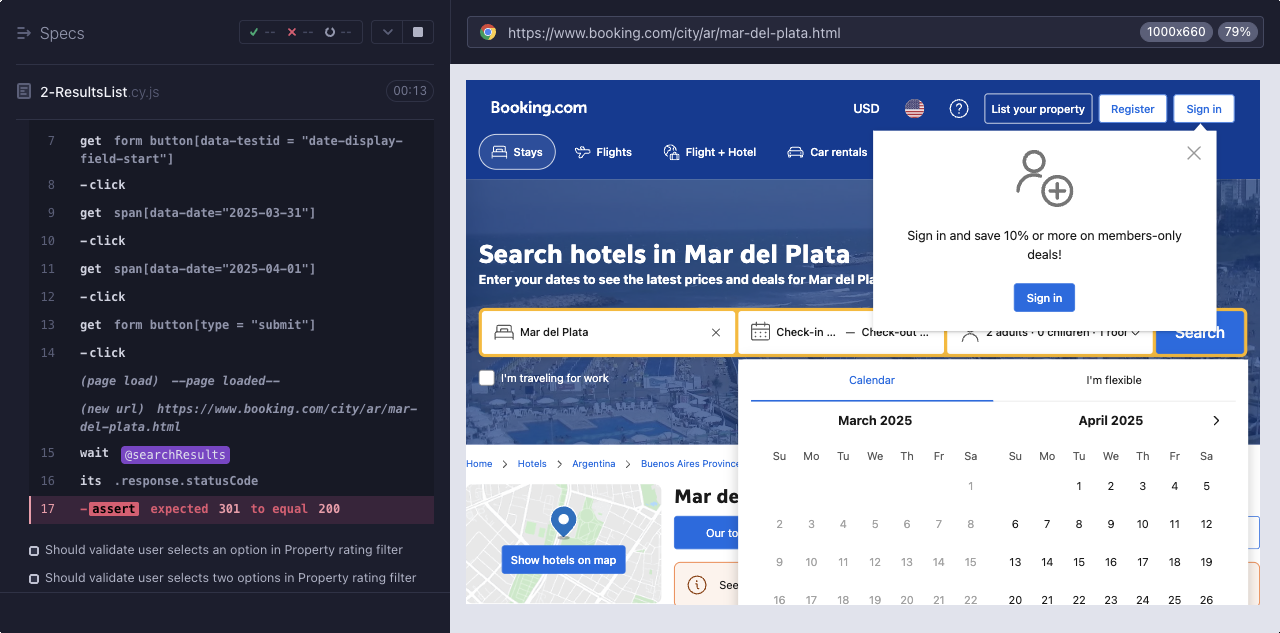 Specs
-- -- --
2-ResultsList.cy.js
00:13
7 get form button[data-testid = "date-display-
field-start"]
8 -click
9 get span[data-date="2025-03-31"]
10 -click
11 get span[data-date="2025-04-01"]
12 -click
13 get form button[type = "submit"]
14 -click
(page load) --page loaded--
(new url) https://www.booking.com/city/ar/mar-
del-plata.html
15 wait @searchResults
16 its .response.statusCode
17 -assert expected 301 to equal 200
Should validate user selects an option in Property rating filter
Should validate user selects two options in Property rating filter
https://www.booking.com/city/ar/mar-del-plata.html
1000x660 79%
Booking.com
USD
List your property
Register
Sign in
Stays
Flights
Flight + Hotel
Car rentals
Sign in and save 10% or more on members-only
deals!
Sign in
Search hotels in Mar del Plata
Enter your dates to see the latest prices and deals for Mar del Pla
Mar del Plata
Check-in ... — Check-out ...
2 adults · 0 children · 1 room
Search
I'm traveling for work
Calendar
I'm flexible
March 2025
April 2025
Su Mo Tu We Th Fr Sa
1
2 3 4 5 6 7 8
9 10 11 12 13 14 15
16 17 18 19 20 21 22
Su Mo Tu We Th Fr Sa
1 2 3 4 5
6 7 8 9 10 11 12
13 14 15 16 17 18 19
20 21 22 23 24 25 26
Home > Hotels > Argentina > Buenos Aires Province
Mar de
Show hotels on map
Our to
See